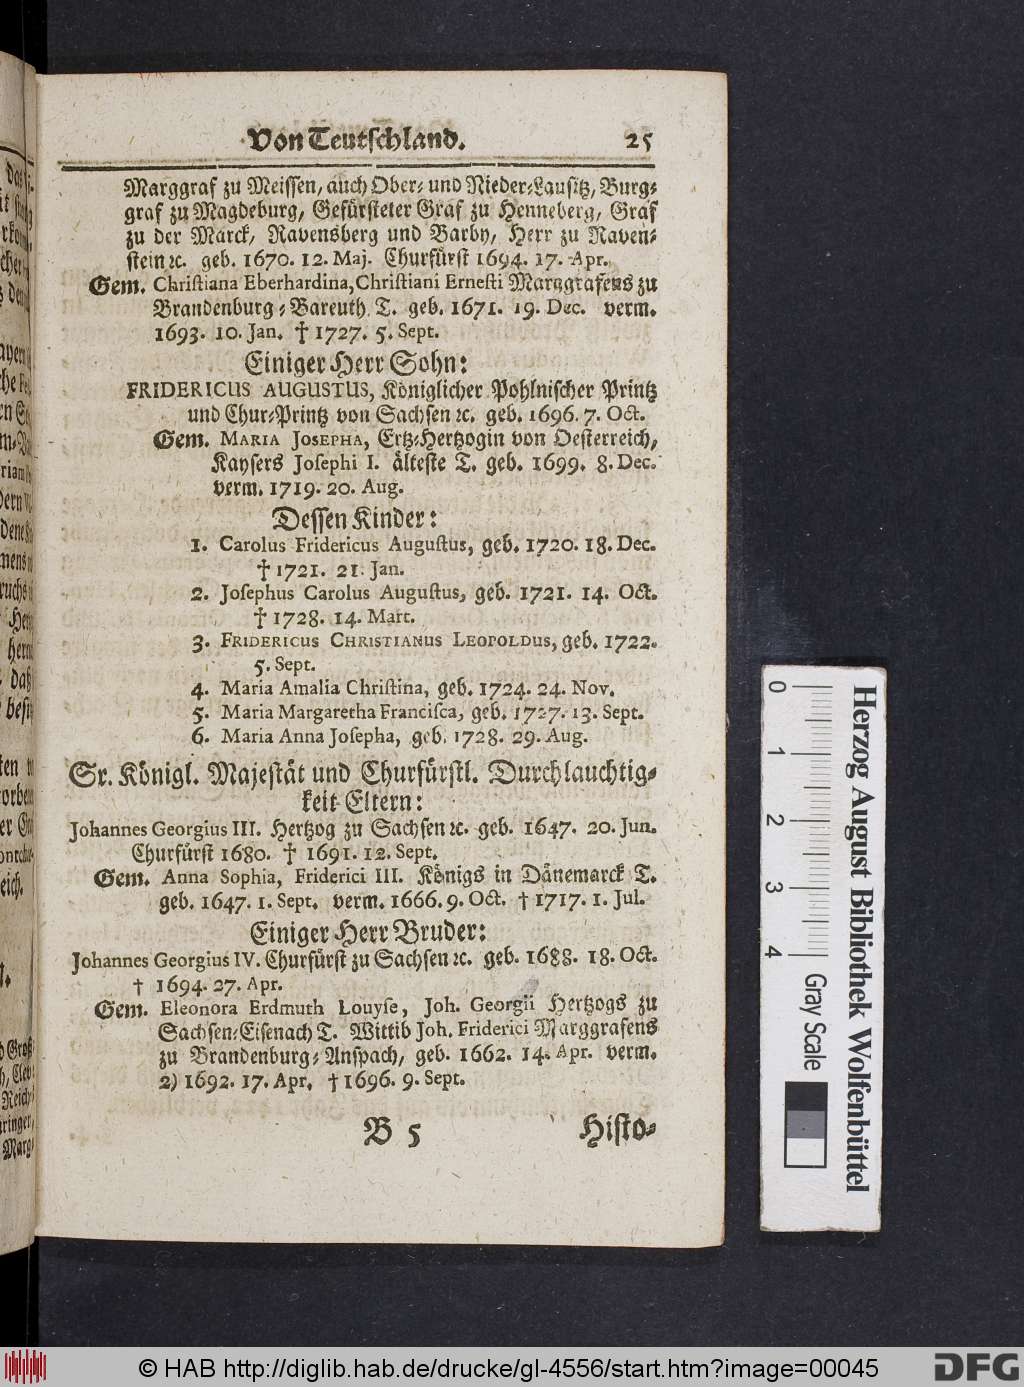 Von Teutschland. 25
Marggraf zu Meissen, auch Ober- und Nieder-Lausitz, Burg-
graf zu Magdeburg, Gefürsteter Graf zu Henneberg, Graf
zu der Marck, Ravensberg und Barby, Herr zu Raven-
stein ꝛc. geb. 1670. 12. Maj. Churfürst 1694. 17. Apr.
Gem. Christiana Eberhardina, Christiani Ernesti Marggrafens zu
Brandenburg-Bareuth T. geb. 1671. 19. Dec. verm.
1693. 10. Jan. † 1727. 5. Sept.
Einiger Herr Sohn:
FRIDERICUS AUGUSTUS, Königlicher Pohlnischer Printz
und Chur-Printz von Sachsen ꝛc. geb. 1696. 7. Oct.
Gem. MARIA JOSEPHA, Ertz-Hertzogin von Oesterreich,
Kaysers Josephi I. älteste T. geb. 1699. 8. Dec.
verm. 1719. 20. Aug.
Dessen Kinder:
1. Carolus Fridericus Augustus, geb. 1720. 18. Dec.
† 1721. 21. Jan.
2. Josephus Carolus Augustus, geb. 1721. 14. Oct.
† 1728. 14. Mart.
3. FRIDERICUS CHRISTIANUS LEOPOLDUS, geb. 1722.
5. Sept.
4. Maria Amalia Christina, geb. 1724. 24. Nov.
5. Maria Margaretha Francisca, geb. 1727. 13. Sept.
6. Maria Anna Josepha, geb. 1728. 29. Aug.
Sr. Königl. Majestät und Churfürstl. Durchlauchtig-
keit Eltern:
Johannes Georgius III. Hertzog zu Sachsen ꝛc. geb. 1647. 20. Jun.
Churfürst 1680. † 1691. 12. Sept.
Gem. Anna Sophia, Friderici III. Königs in Dänemarck T.
geb. 1647. 1. Sept. verm. 1666. 9. Oct. † 1717. 1. Jul.
Einiger Herr Bruder:
Johannes Georgius IV. Churfürst zu Sachsen ꝛc. geb. 1688. 18. Oct.
† 1694. 27. Apr.
Gem. Eleonora Erdmuth Louyse, Joh. Georgii Hertzogs zu
Sachsen-Eisenach T. Wittib Joh. Friderici Marggrafens
zu Brandenburg-Anspach, geb. 1662. 14. Apr. verm.
2) 1692. 17. Apr. † 1696. 9. Sept.
B 5 Histo-
0 1 2 3 4
Herzog August Bibliothek Wolfenbüttel
Gray Scale
© HAB http://diglib.hab.de/drucke/gl-4556/start.htm?image=00045
DFG